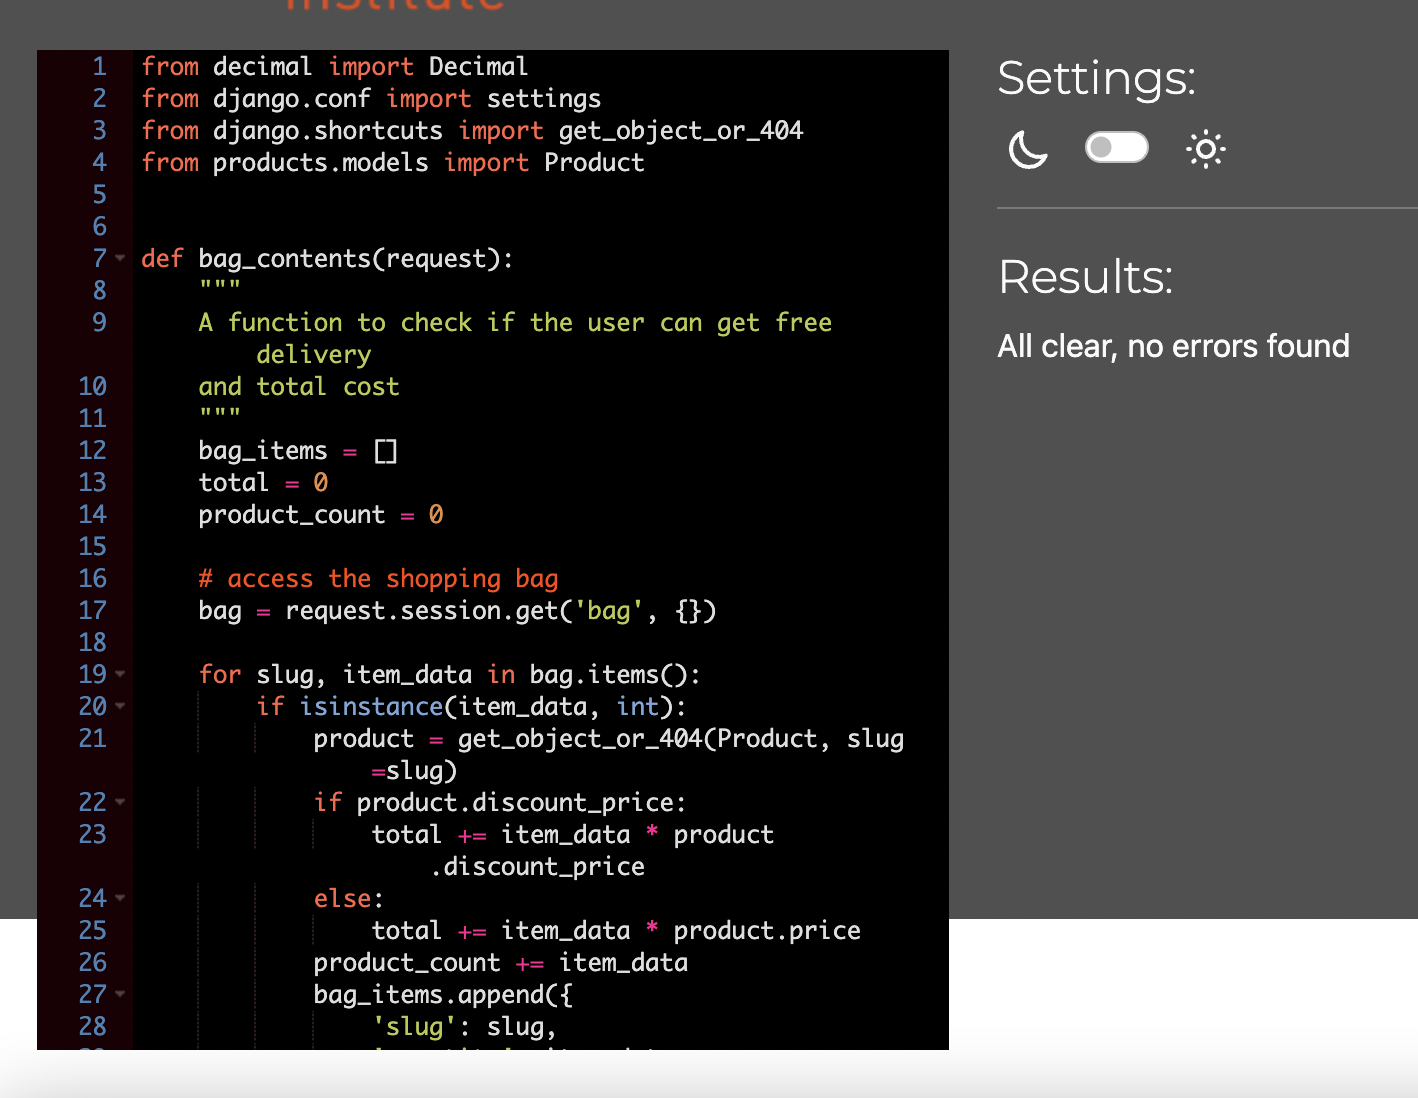 institute
1 from decimal import Decimal
2 from django.conf import settings
3 from django.shortcuts import get_object_or_404
4 from products.models import Product
5
6
7 def bag_contents(request):
8     """
9     A function to check if the user can get free
            delivery
10     and total cost
11     """
12     bag_items = []
13     total = 0
14     product_count = 0
15
16     # access the shopping bag
17     bag = request.session.get('bag', {})
18
19     for slug, item_data in bag.items():
20         if isinstance(item_data, int):
21             product = get_object_or_404(Product, slug
                =slug)
22             if product.discount_price:
23                 total += item_data * product
                    .discount_price
24             else:
25                 total += item_data * product.price
26             product_count += item_data
27             bag_items.append({
28                 'slug': slug,
Settings:
Results:
All clear, no errors found